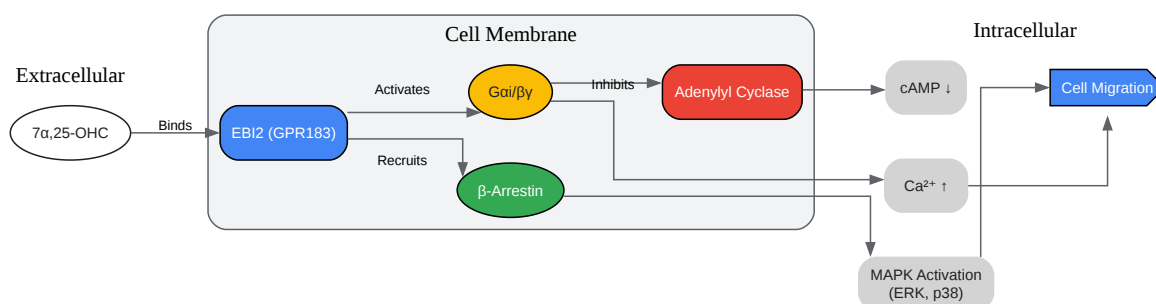 Cell Membrane
Intracellular
Extracellular
7α,25-OHC
Binds
EBI2 (GPR183)
Activates
Recruits
Gαi/βγ
β-Arrestin
Inhibits
Adenylyl Cyclase
cAMP ↓
Ca²⁺ ↑
MAPK Activation
(ERK, p38)
Cell Migration